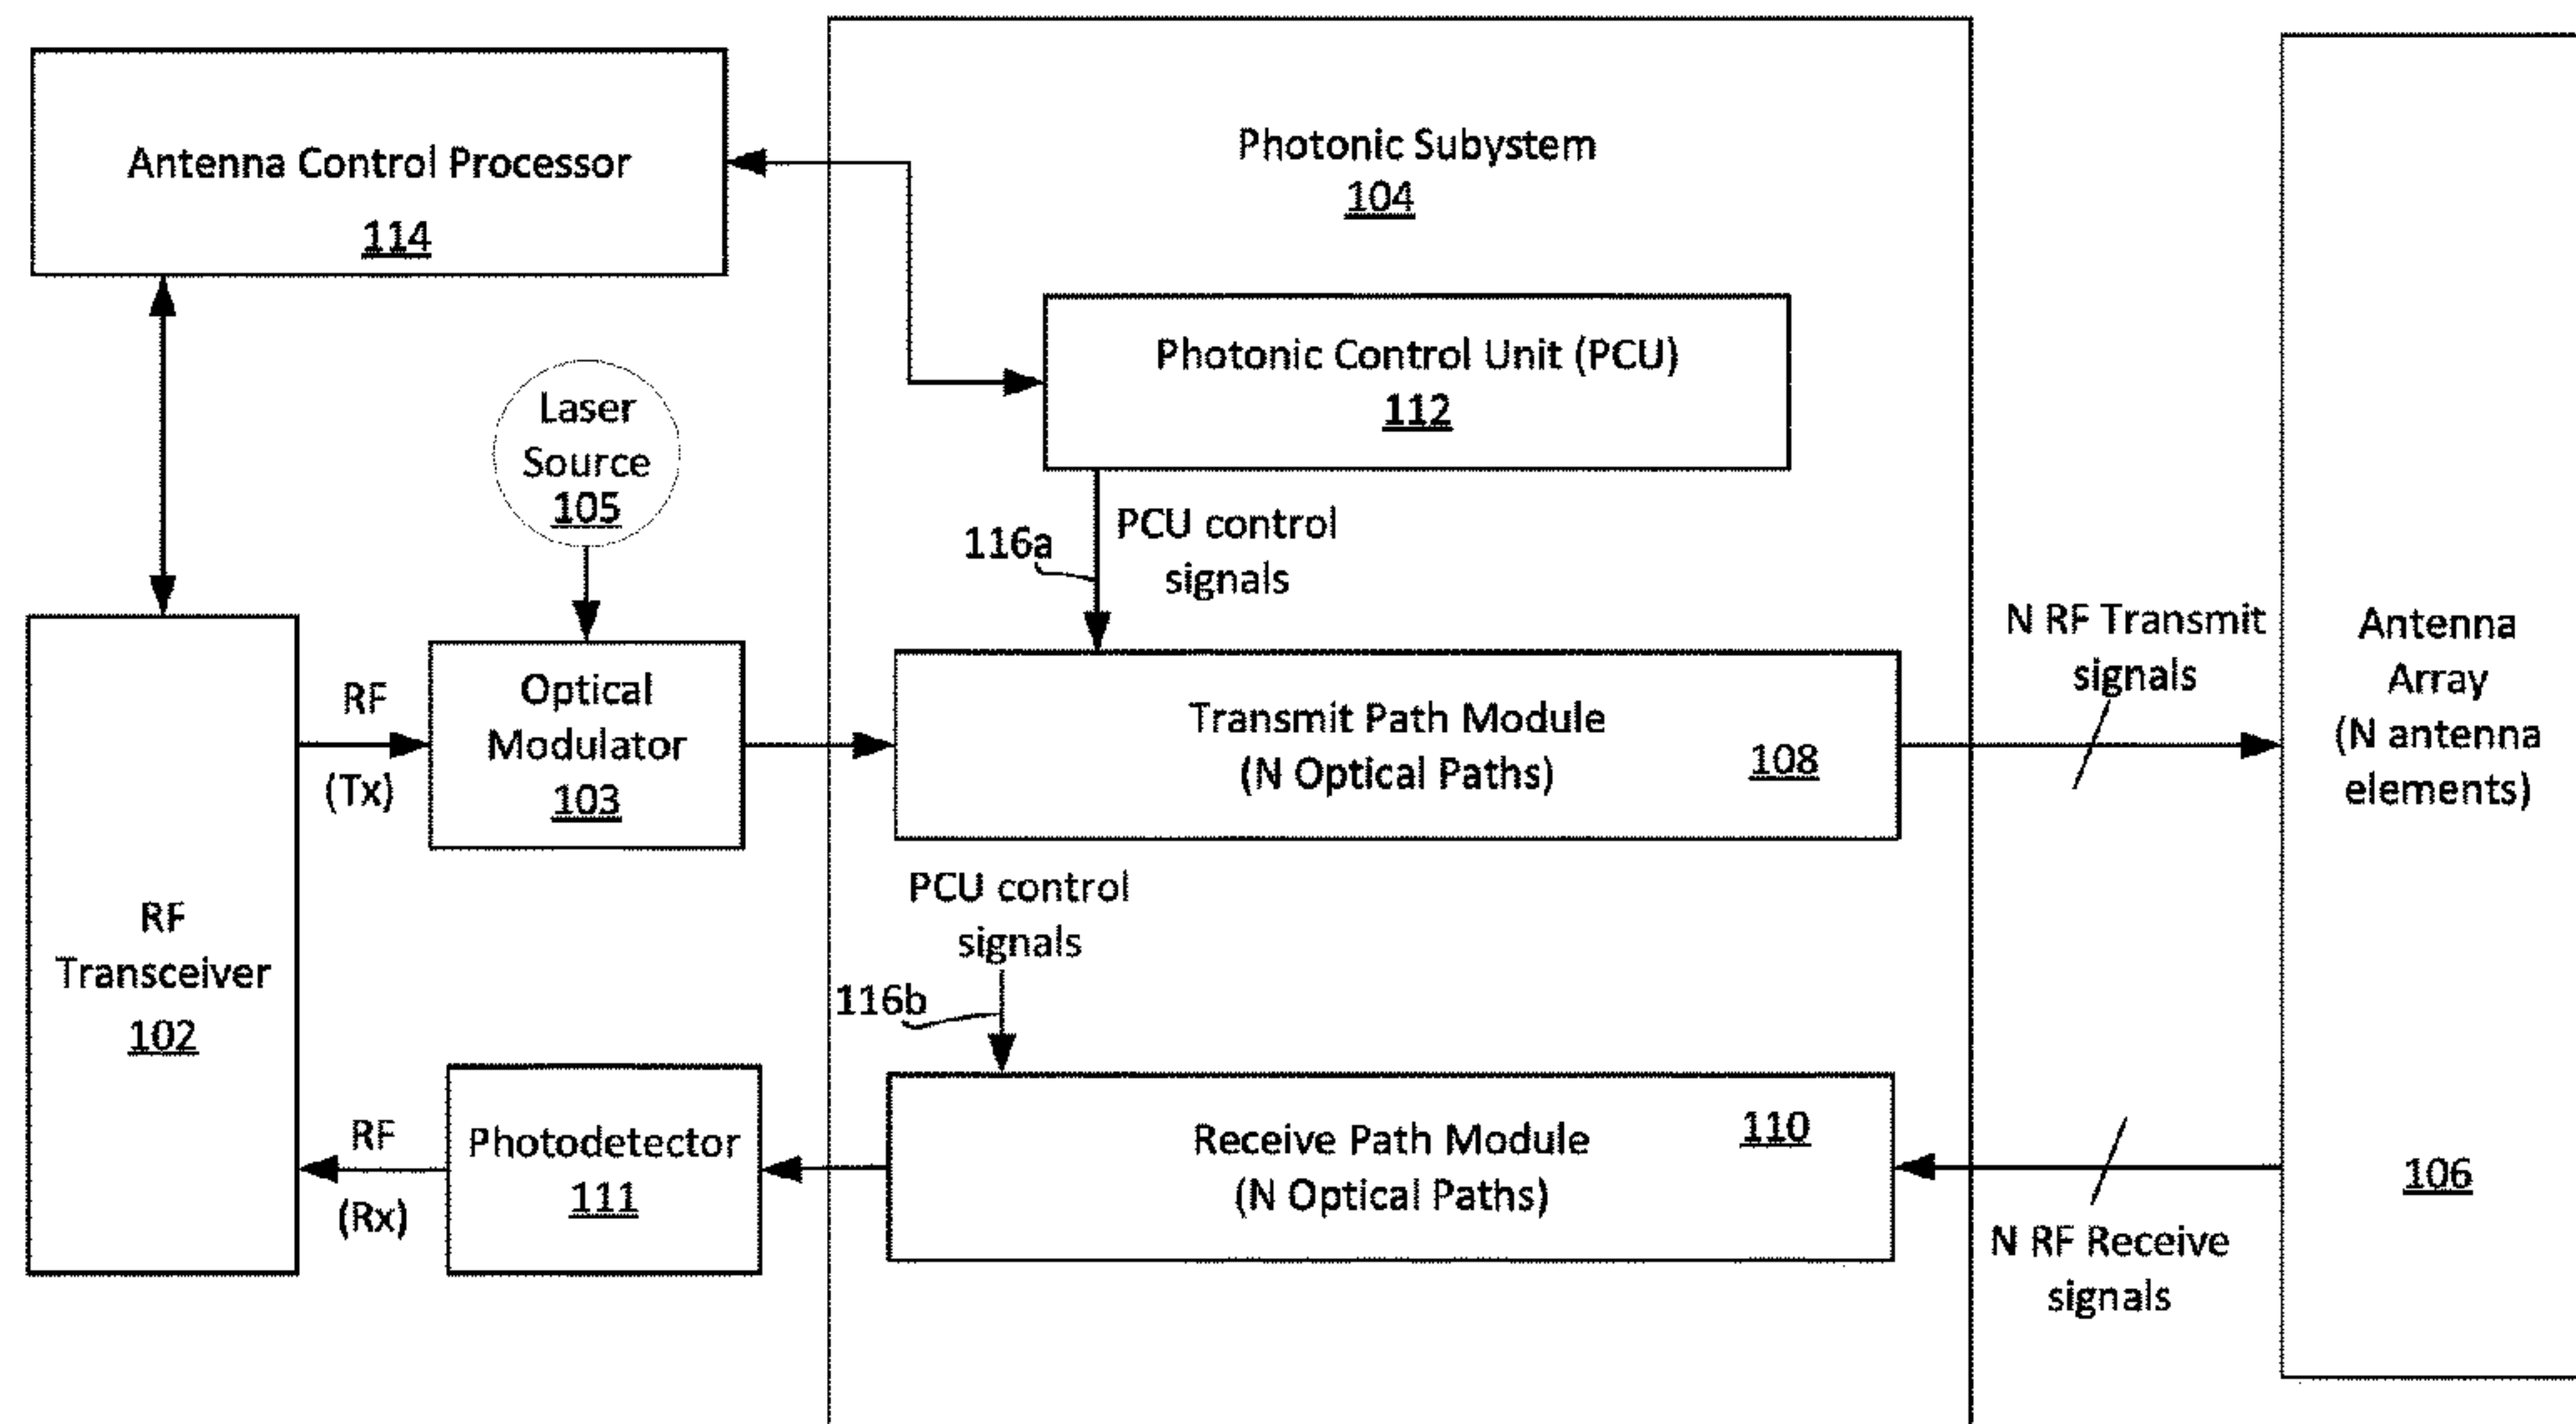 Antenna Control Processor
114
Photonic Subystem
104
Photonic Control Unit (PCU)
112
Laser
Source
105
116a
PCU control
signals
RF
(Tx)
Optical
Modulator
103
Transmit Path Module
(N Optical Paths)
108
N RF Transmit
signals
Antenna
Array
(N antenna
elements)
106
RF
Transceiver
102
PCU control
signals
116b
RF
(Rx)
Photodetector
111
Receive Path Module
(N Optical Paths)
110
N RF Receive
signals